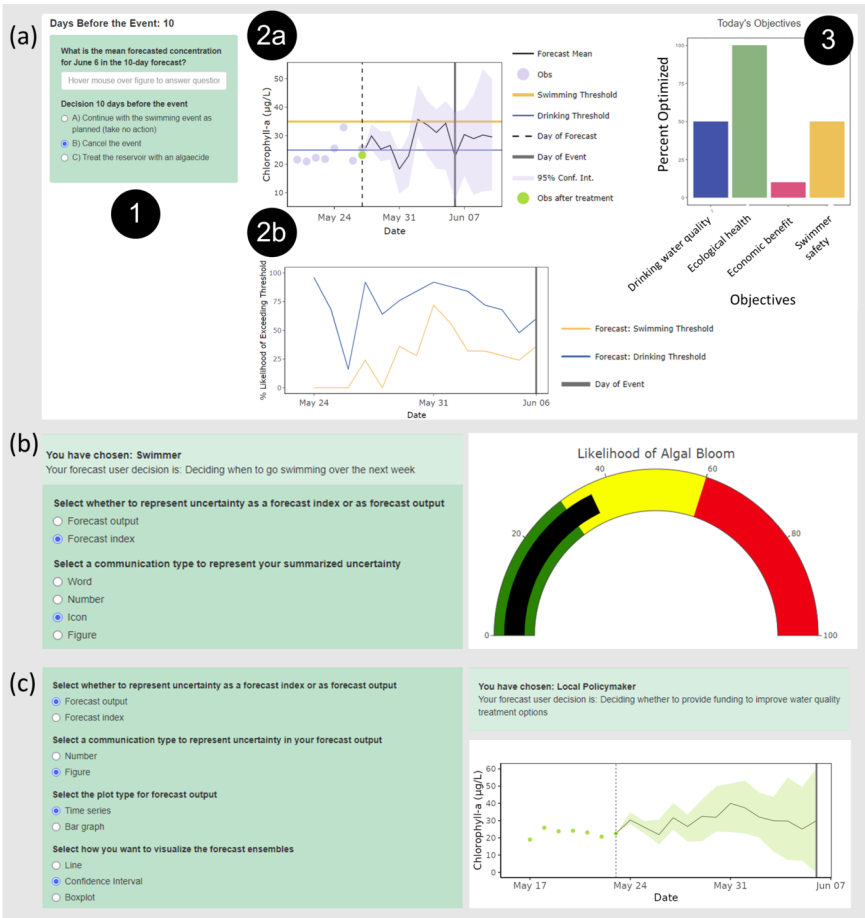 (a)
Days Before the Event: 10
What is the mean forecasted concentration
for June 6 in the 10-day forecast?
Hover mouse over figure to answer question
Decision 10 days before the event
A) Continue with the swimming event as
planned (take no action)
B) Cancel the event
C) Treat the reservoir with an algaecide
1
2a
Chlorophyll-a (μg/L)
50
40
30
20
10
May 24
May 31
Jun 07
Date
Forecast Mean
Obs
Swimming Threshold
Drinking Threshold
Day of Forecast
Day of Event
95% Conf. Int.
Obs after treatment
3
Today's Objectives
Percent Optimized
100
75
50
25
0
Drinking water quality
Ecological health
Economic benefit
Swimmer
safety
Objectives
2b
% Likelihood of Exceeding Threshold
100
75
50
25
0
May 24
May 31
Jun 06
Date
Forecast: Swimming Threshold
Forecast: Drinking Threshold
Day of Event
(b)
You have chosen: Swimmer
Your forecast user decision is: Deciding when to go swimming over the next week
Select whether to represent uncertainty as a forecast index or as forecast output
Forecast output
Forecast index
Select a communication type to represent your summarized uncertainty
Word
Number
Icon
Figure
Likelihood of Algal Bloom
0
20
40
60
80
100
(c)
Select whether to represent uncertainty as a forecast index or as forecast output
Forecast output
Forecast index
Select a communication type to represent uncertainty in your forecast output
Number
Figure
Select the plot type for forecast output
Time series
Bar graph
Select how you want to visualize the forecast ensembles
Line
Confidence Interval
Boxplot
You have chosen: Local Policymaker
Your forecast user decision is: Deciding whether to provide funding to improve water quality
treatment options
Chlorophyll-a (μg/L)
60
50
40
30
20
10
0
May 17
May 24
May 31
Jun 07
Date